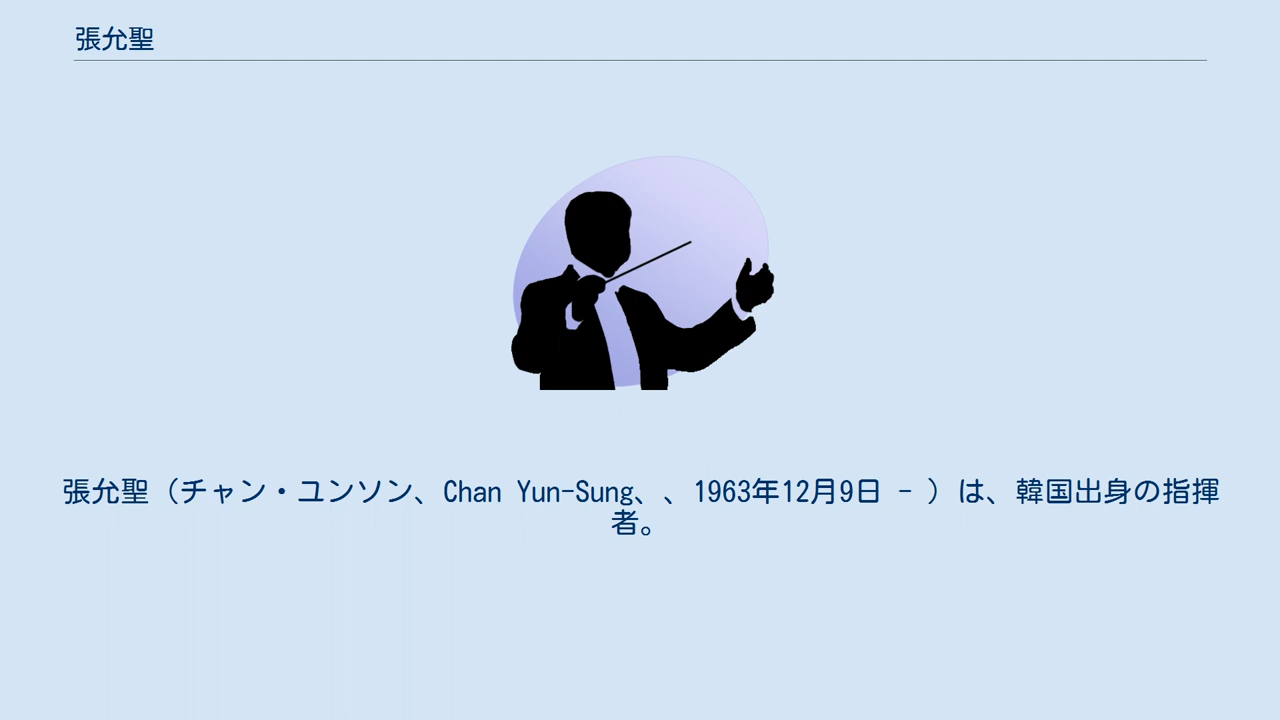 張允聖
張允聖（チャン・ユンソン、Chan Yun-Sung、、1963年12月9日 - ）は、韓国出身の指揮
者。